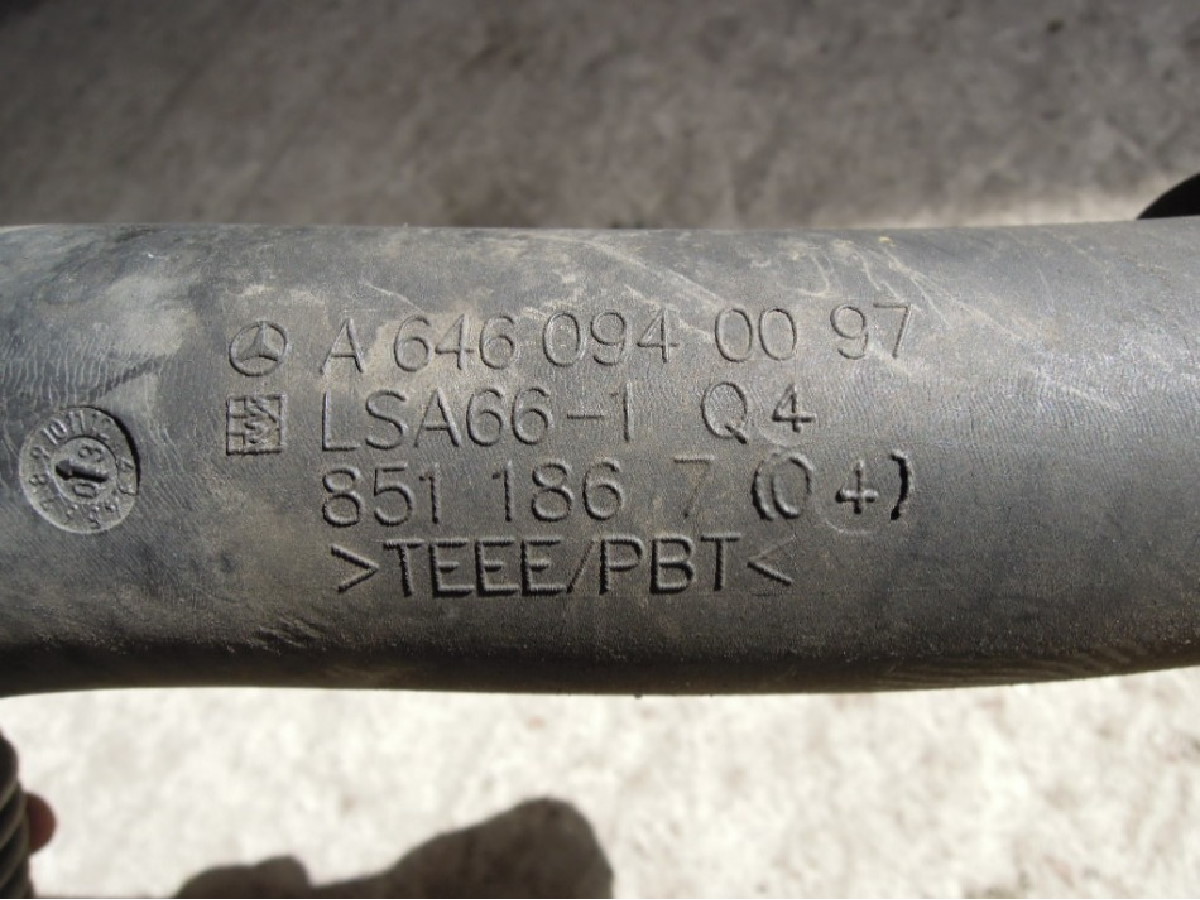 A 646 094 00 97
LSA66-1 Q4
851 186 7 (04)
>TEEE/PBT<